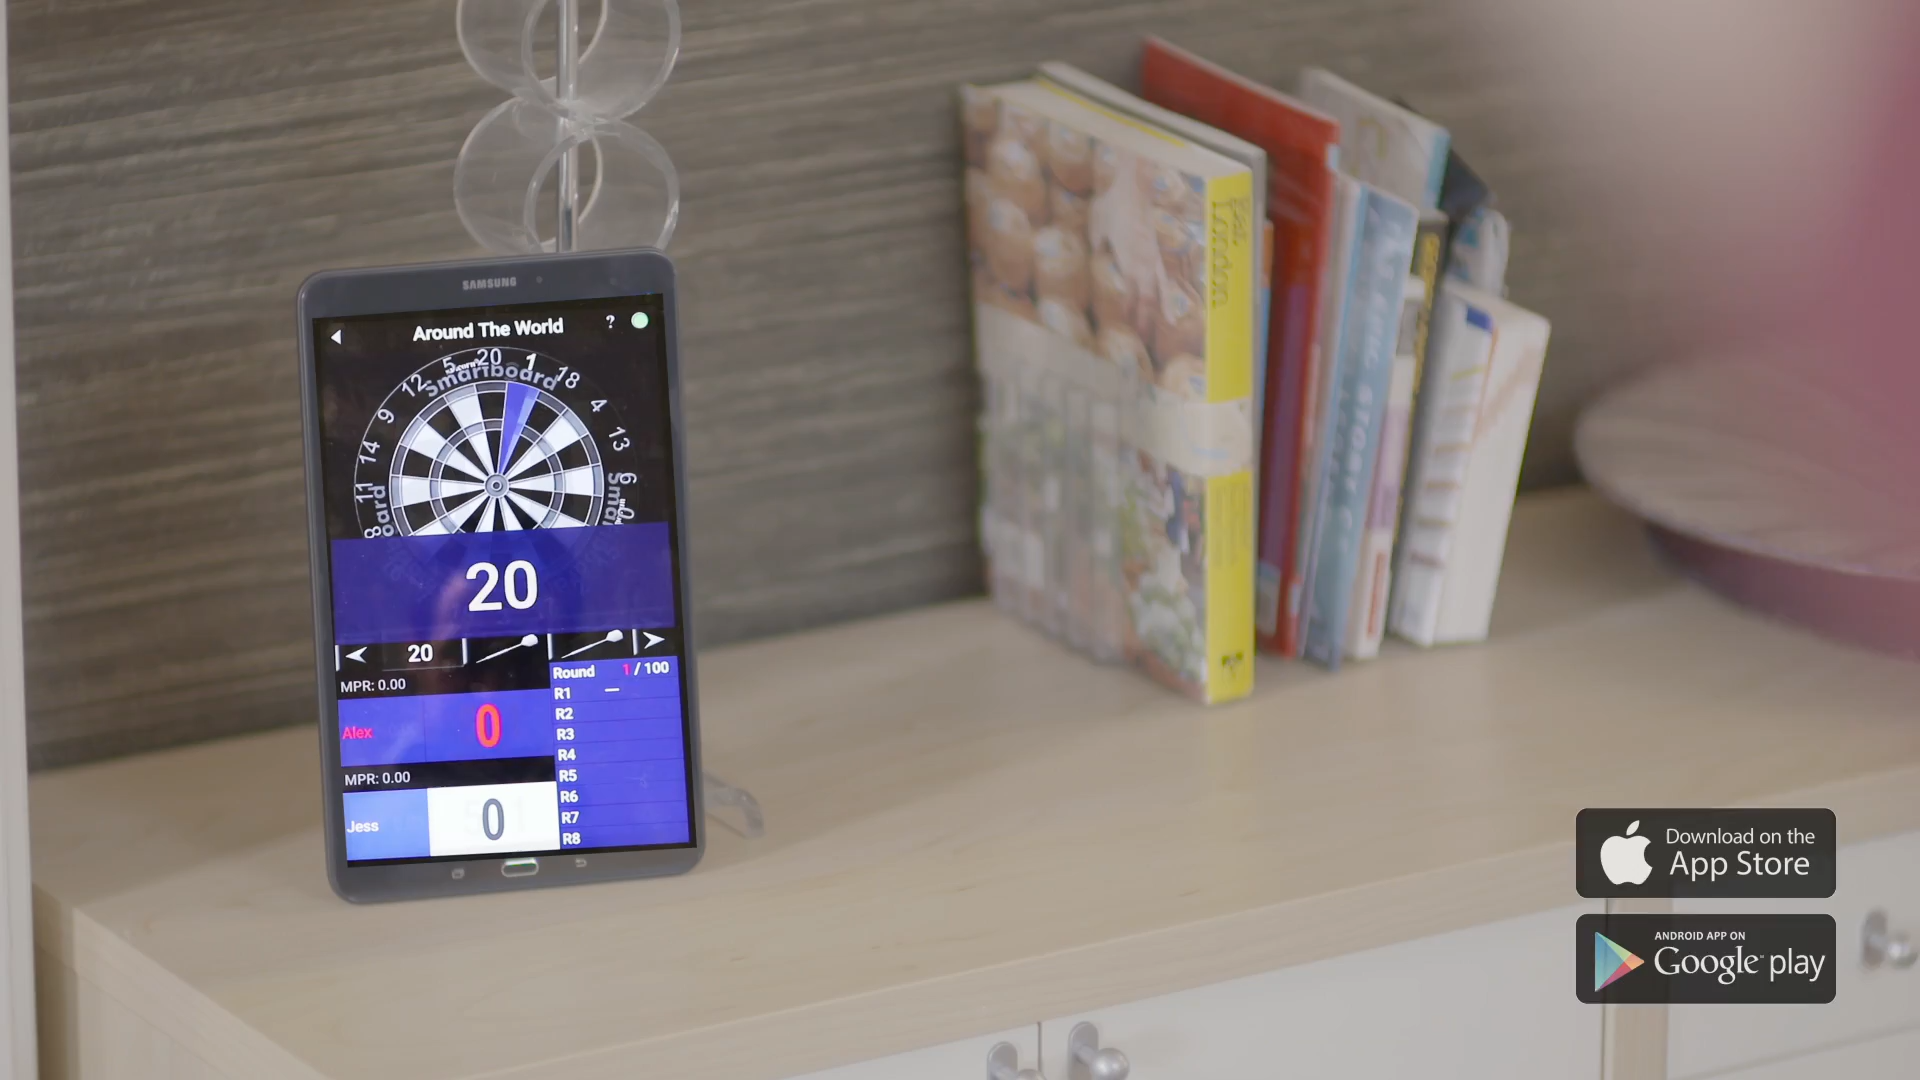 SAMSUNG
Around The World ?
5 20 1 18
12 4
9 13
14 6
11
8
Smartboard
20
20
MPR: 0.00
Alex 0
MPR: 0.00
Jess 0
Round 1 / 100
R1 —
R2
R3
R4
R5
R6
R7
R8
London
Download on the
App Store
ANDROID APP ON
Google play